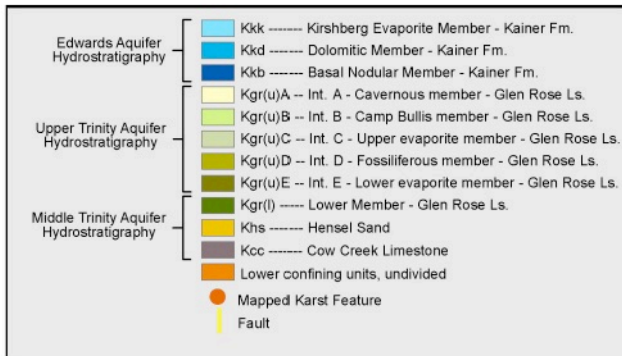 Edwards Aquifer
Hydrostratigraphy
Kkk ------- Kirshberg Evaporite Member - Kainer Fm.
Kkd ------- Dolomitic Member - Kainer Fm.
Kkb ------- Basal Nodular Member - Kainer Fm.
Upper Trinity Aquifer
Hydrostratigraphy
Kgr(u)A -- Int. A - Cavernous member - Glen Rose Ls.
Kgr(u)B -- Int. B - Camp Bullis member - Glen Rose Ls.
Kgr(u)C -- Int. C - Upper evaporite member - Glen Rose Ls.
Kgr(u)D -- Int. D - Fossiliferous member - Glen Rose Ls.
Kgr(u)E -- Int. E - Lower evaporite member - Glen Rose Ls.
Middle Trinity Aquifer
Hydrostratigraphy
Kgr(l) ----- Lower Member - Glen Rose Ls.
Khs ------- Hensel Sand
Kcc ------- Cow Creek Limestone
Lower confining units, undivided
Mapped Karst Feature
Fault